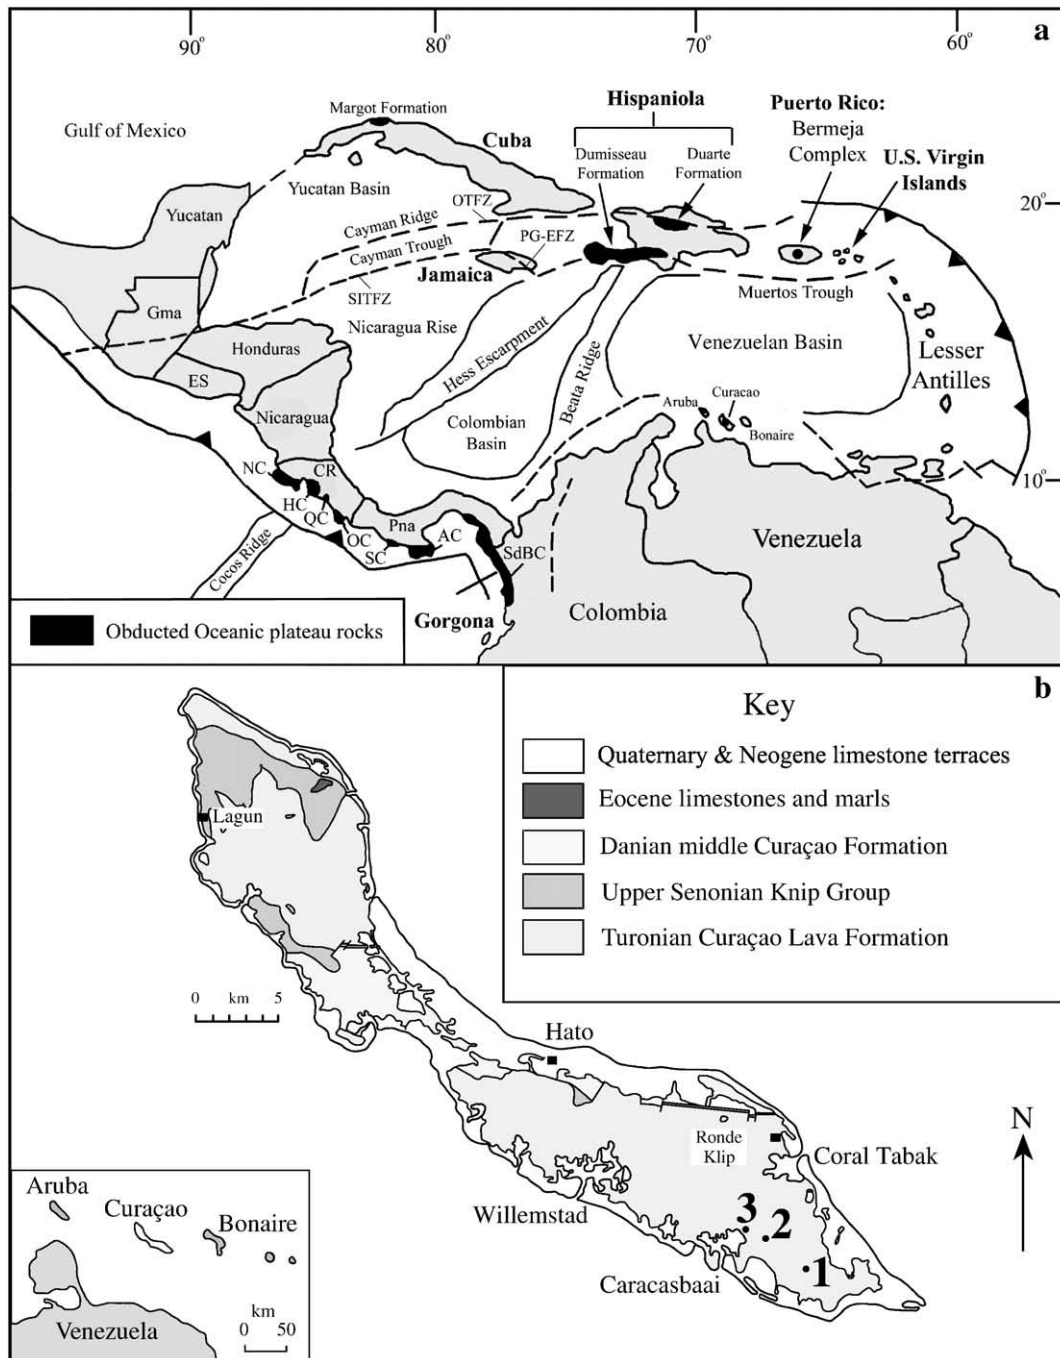 a
90°
80°
70°
60°
Margot Formation
Hispaniola
Puerto Rico:
Bermeja
Complex
Gulf of Mexico
Cuba
Dumisseau
Formation
Duarte
Formation
U.S. Virgin
Islands
Yucatan Basin
OTFZ
20°
Yucatan
Cayman Ridge
PG-EFZ
Cayman Trough
Jamaica
SITFZ
Muertos Trough
Gma
Nicaragua Rise
Honduras
Hess Escarpment
Venezuelan Basin
Lesser
Antilles
ES
Beata Ridge
Nicaragua
Colombian
Basin
Aruba
Curacao
Bonaire
NC
CR
10°
HC
QC
Pna
OC
AC
SC
SdBC
Venezuela
Cocos Ridge
Gorgona
Colombia
Obducted Oceanic plateau rocks
b
Key
Quaternary & Neogene limestone terraces
Eocene limestones and marls
Danian middle Curaçao Formation
Upper Senonian Knip Group
Turonian Curaçao Lava Formation
Lagun
0 km 5
Hato
N
Ronde
Klip
Coral Tabak
Aruba
Curaçao
Bonaire
Willemstad
3
2
1
Caracasbaai
Venezuela
km
0 50